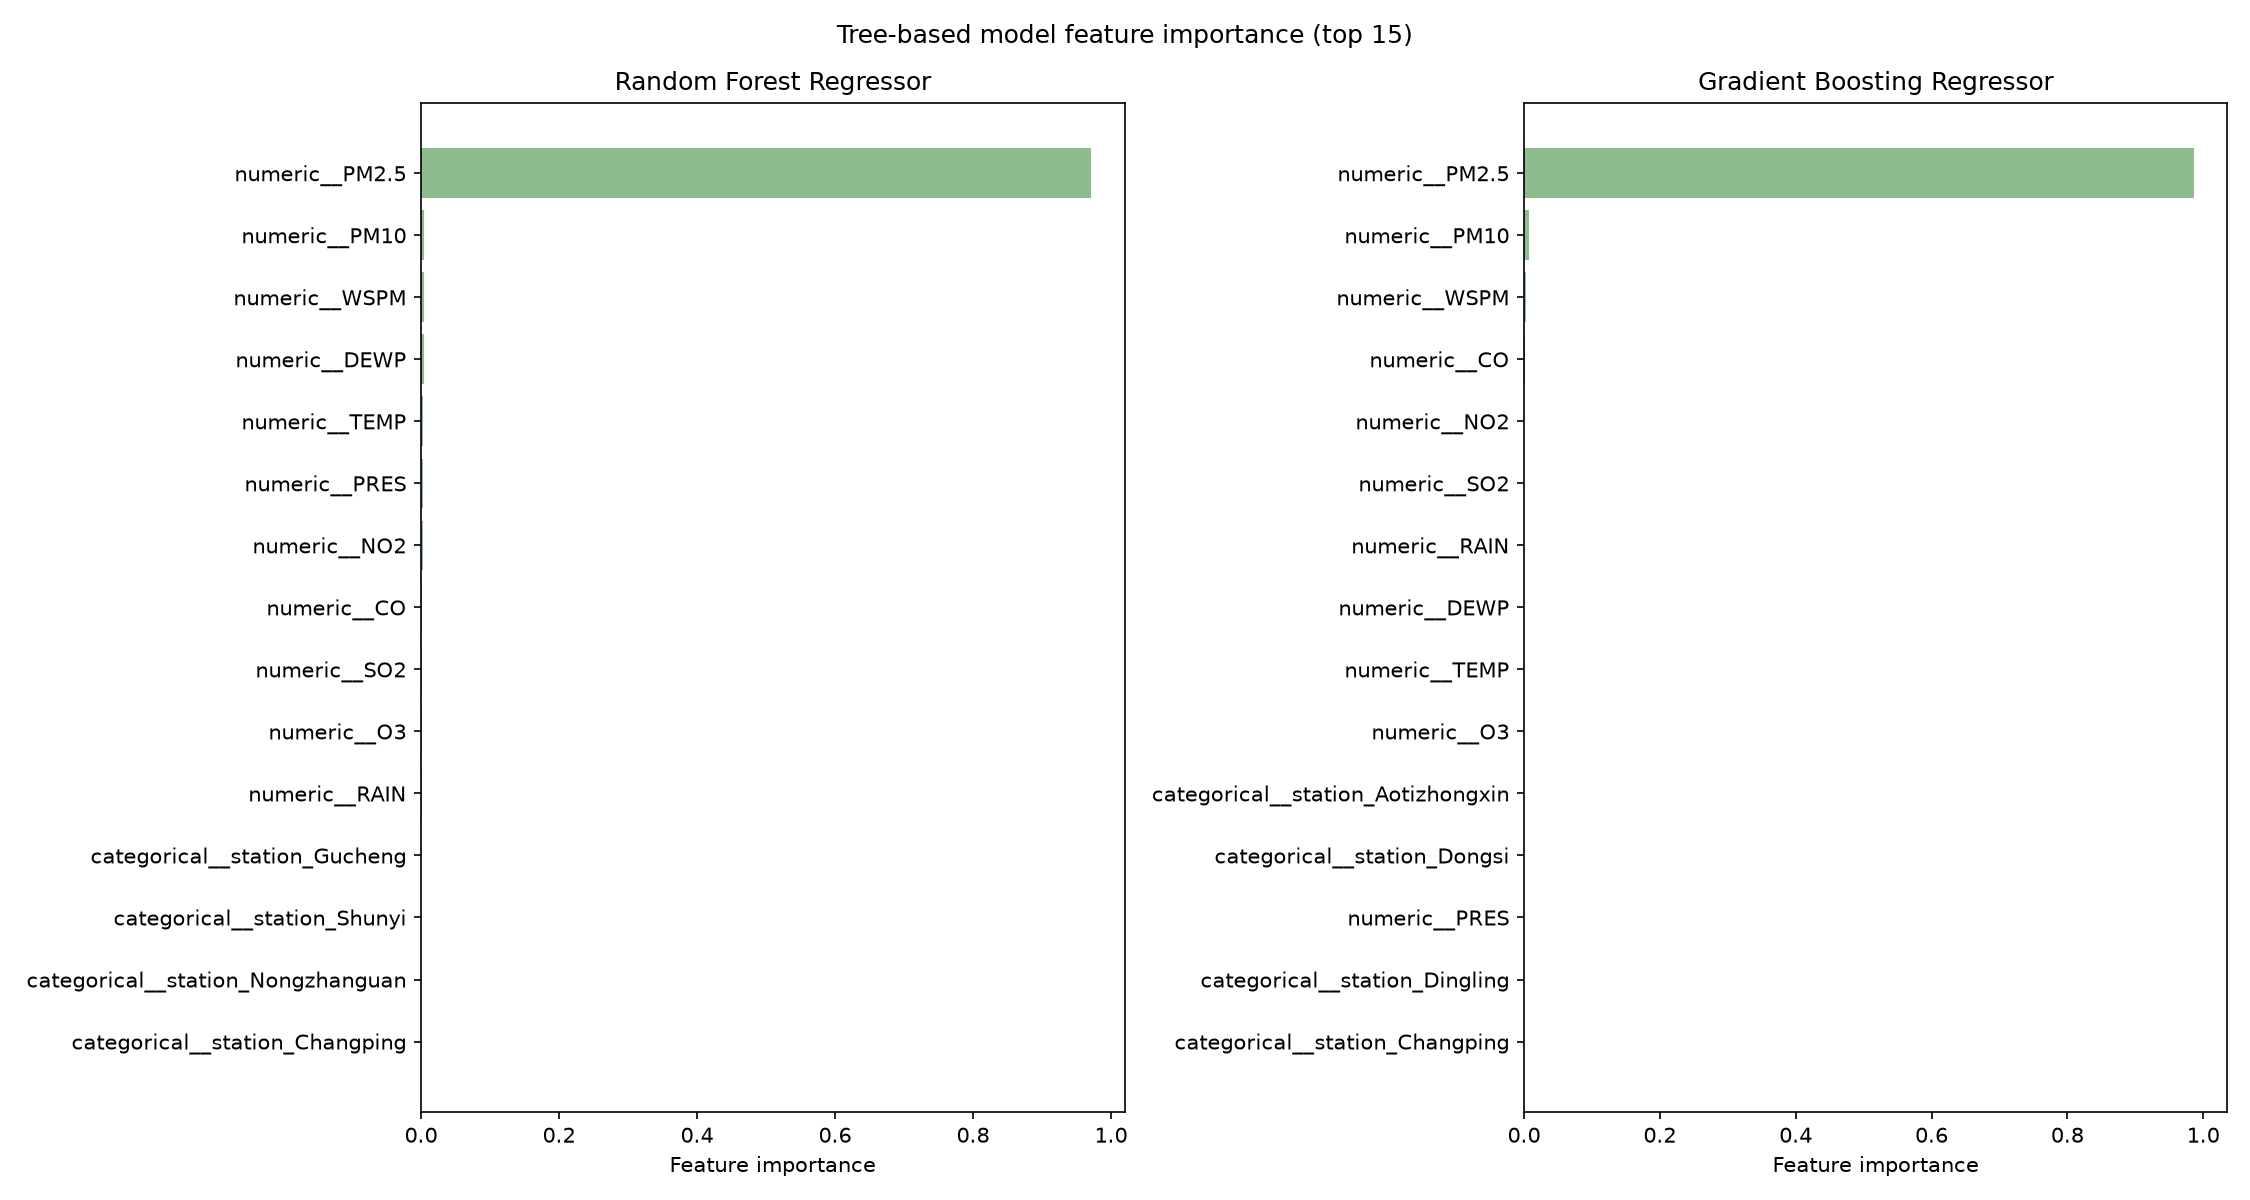 Tree-based model feature importance (top 15)
Random Forest Regressor
numeric__PM2.5
numeric__PM10
numeric__WSPM
numeric__DEWP
numeric__TEMP
numeric__PRES
numeric__NO2
numeric__CO
numeric__SO2
numeric__O3
numeric__RAIN
categorical__station_Gucheng
categorical__station_Shunyi
categorical__station_Nongzhanguan
categorical__station_Changping
0.0 0.2 0.4 0.6 0.8 1.0
Feature importance
Gradient Boosting Regressor
numeric__PM2.5
numeric__PM10
numeric__WSPM
numeric__CO
numeric__NO2
numeric__SO2
numeric__RAIN
numeric__DEWP
numeric__TEMP
numeric__O3
categorical__station_Aotizhongxin
categorical__station_Dongsi
numeric__PRES
categorical__station_Dingling
categorical__station_Changping
0.0 0.2 0.4 0.6 0.8 1.0
Feature importance